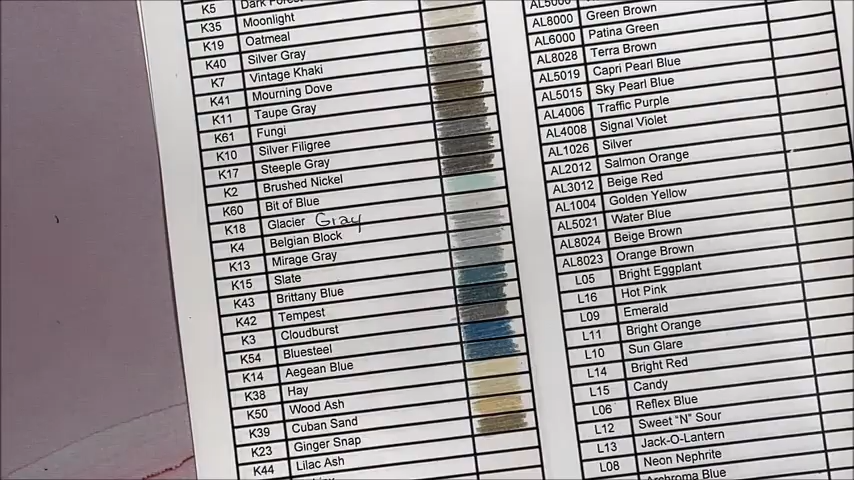 K5 Dark Forest
K35 Moonlight
K19 Oatmeal
K40 Silver Gray
K7 Vintage Khaki
K41 Mourning Dove
K11 Taupe Gray
K61 Fungi
K10 Silver Filigree
K17 Steeple Gray
K2 Brushed Nickel
K60 Bit of Blue
K18 Glacier Gray
K4 Belgian Block
K13 Mirage Gray
K15 Slate
K43 Brittany Blue
K42 Tempest
K3 Cloudburst
K54 Bluesteel
K14 Aegean Blue
K38 Hay
K50 Wood Ash
K39 Cuban Sand
K23 Ginger Snap
K44 Lilac Ash
AL8000 Green Brown
AL6000 Patina Green
AL8028 Terra Brown
AL5019 Capri Pearl Blue
AL5015 Sky Pearl Blue
AL4006 Traffic Purple
AL4008 Signal Violet
AL1026 Silver
AL2012 Salmon Orange
AL3012 Beige Red
AL1004 Golden Yellow
AL5021 Water Blue
AL8024 Beige Brown
AL8023 Orange Brown
L05 Bright Eggplant
L16 Hot Pink
L09 Emerald
L11 Bright Orange
L10 Sun Glare
L14 Bright Red
L15 Candy
L06 Reflex Blue
L12 Sweet “N” Sour
L13 Jack-O-Lantern
L08 Neon Nephrite
Archroma Blue